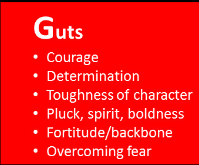 Guts
• Courage
• Determination
• Toughness of character
• Pluck, spirit, boldness
• Fortitude/backbone
• Overcoming fear